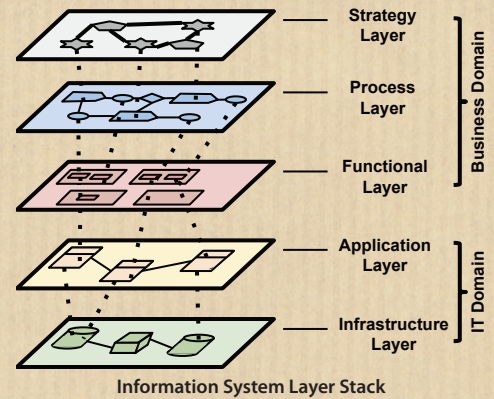 Strategy
Layer
Process
Layer
Functional
Layer
Application
Layer
Infrastructure
Layer
Business Domain
IT Domain
Information System Layer Stack